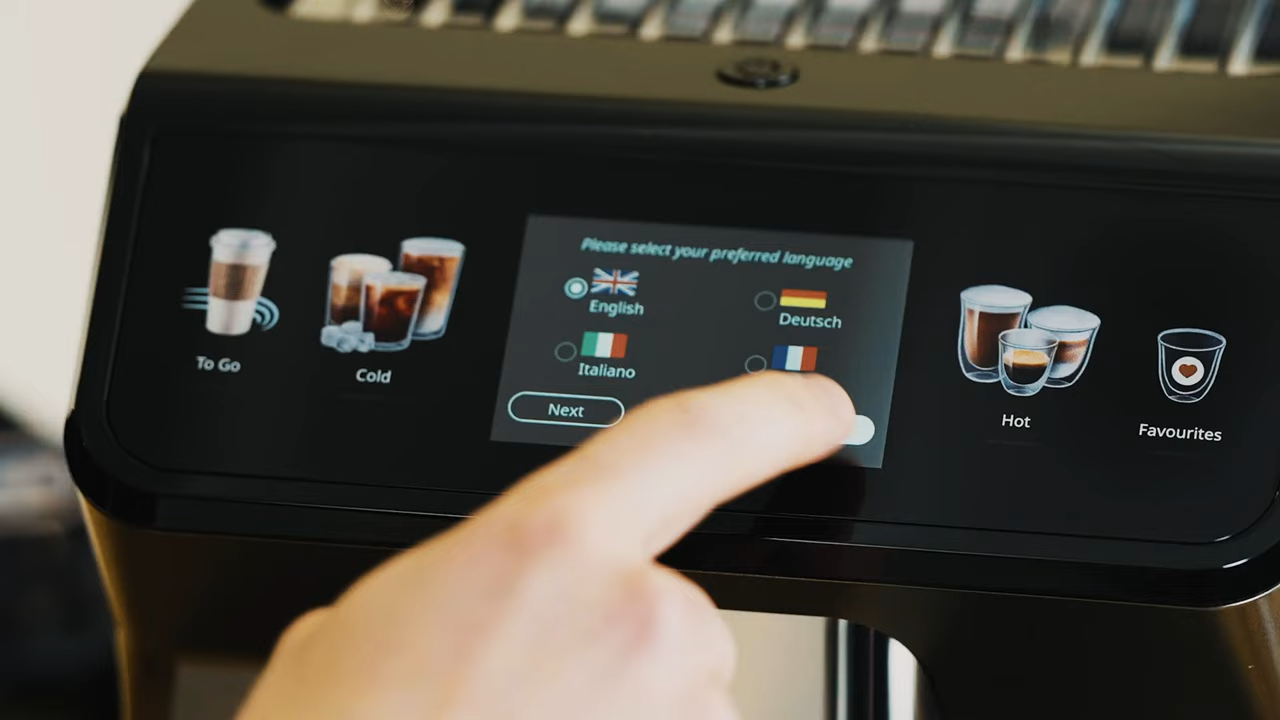 To Go
Cold
Please select your preferred language
English
Deutsch
Italiano
Next
Hot
Favourites